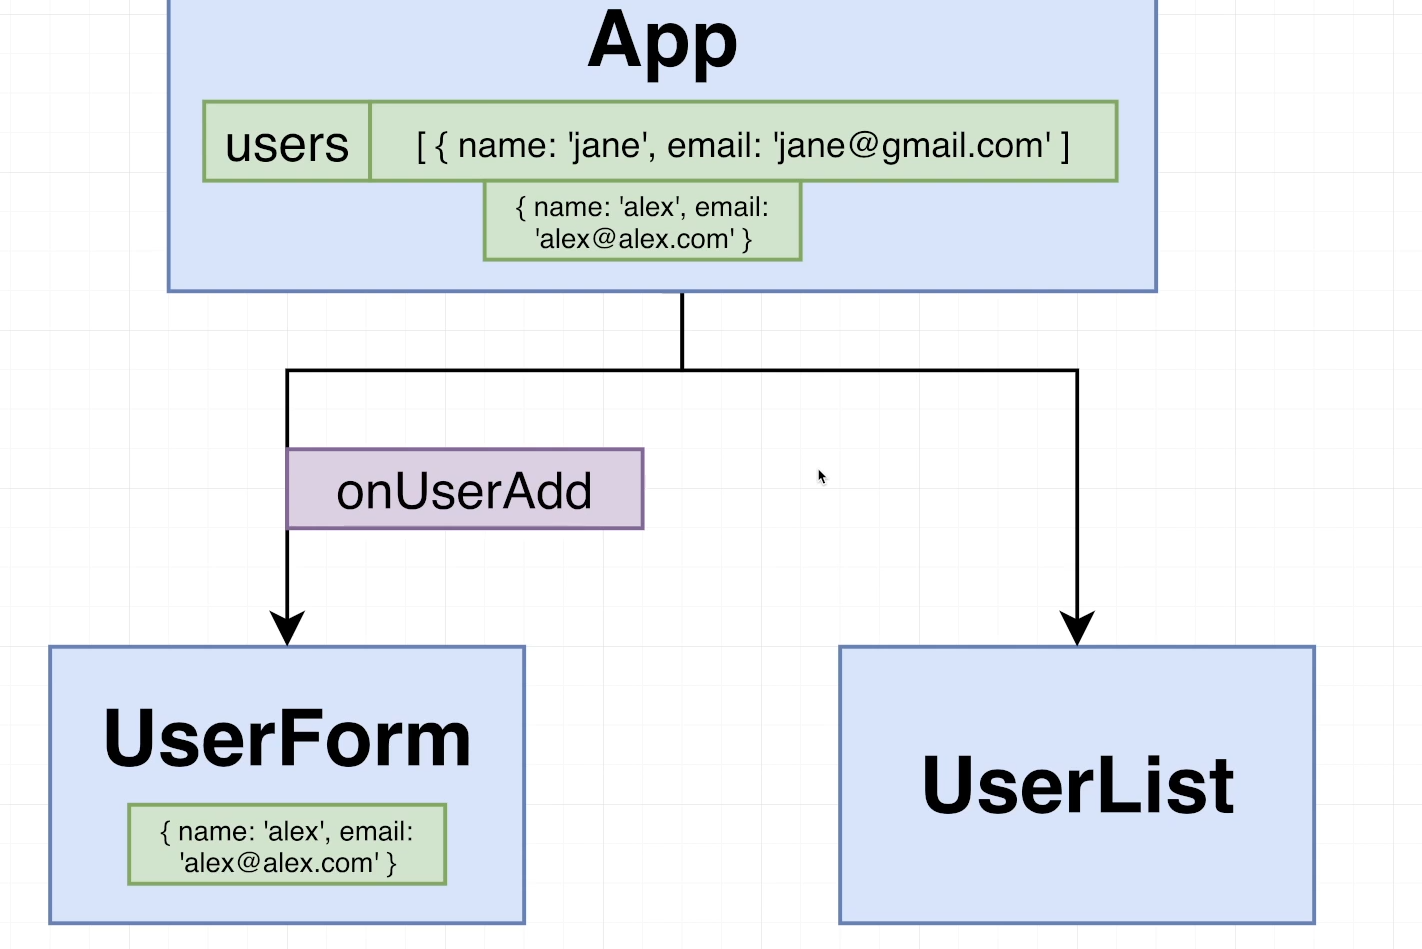 App
users
[ { name: 'jane', email: 'jane@gmail.com' ]
{ name: 'alex', email:
'alex@alex.com' }
onUserAdd
UserForm
{ name: 'alex', email:
'alex@alex.com' }
UserList